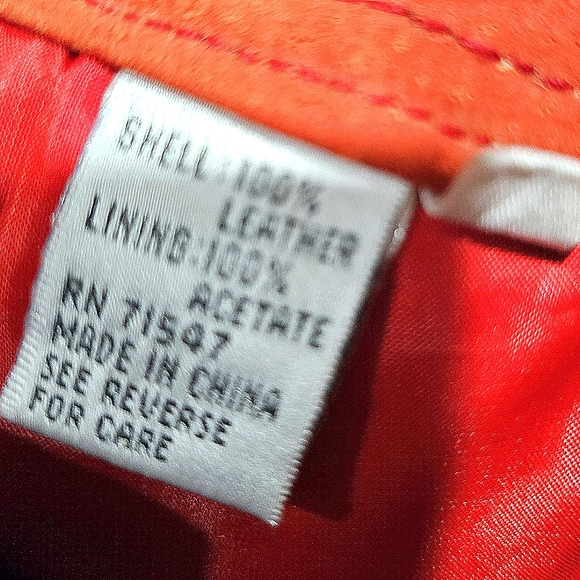 SHELL:100%
LEATHER
LINING:100%
ACETATE
RN 71547
MADE IN CHINA
SEE REVERSE
FOR CARE